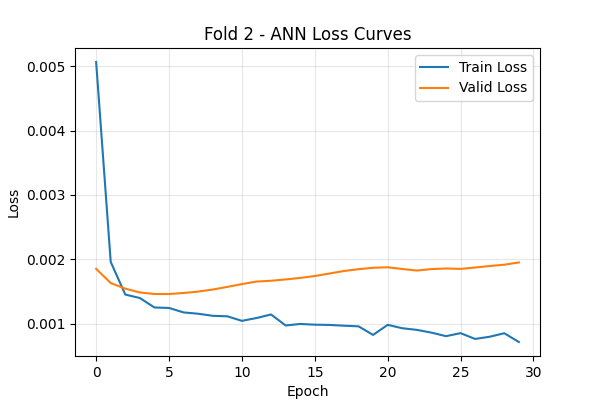 Fold 2 - ANN Loss Curves
Train Loss
Valid Loss
Loss
0.005
0.004
0.003
0.002
0.001
0 5 10 15 20 25 30
Epoch